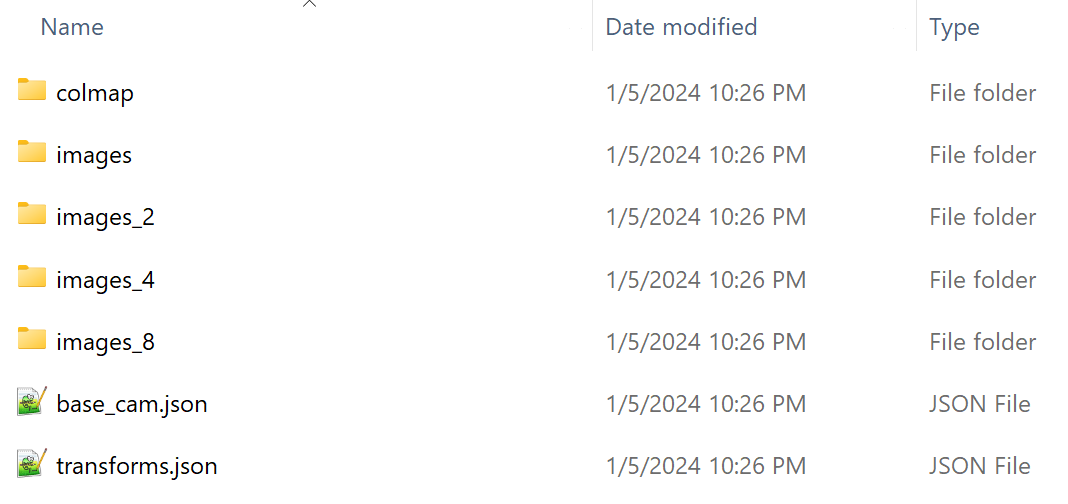 Name Date modified Type
colmap 1/5/2024 10:26 PM File folder
images 1/5/2024 10:26 PM File folder
images_2 1/5/2024 10:26 PM File folder
images_4 1/5/2024 10:26 PM File folder
images_8 1/5/2024 10:26 PM File folder
base_cam.json 1/5/2024 10:26 PM JSON File
transforms.json 1/5/2024 10:26 PM JSON File